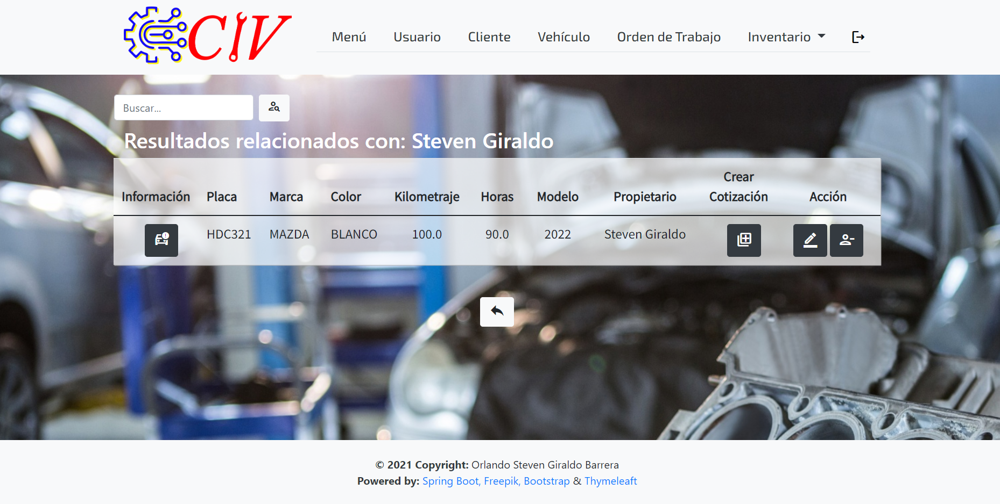 CIV
Menú Usuario Cliente Vehículo Orden de Trabajo Inventario
Buscar...
Resultados relacionados con: Steven Giraldo
Información Placa Marca Color Kilometraje Horas Modelo Propietario Crear Cotización Acción
HDC321 MAZDA BLANCO 100.0 90.0 2022 Steven Giraldo
© 2021 Copyright: Orlando Steven Giraldo Barrera
Powered by: Spring Boot, Freepik, Bootstrap & Thymeleaft